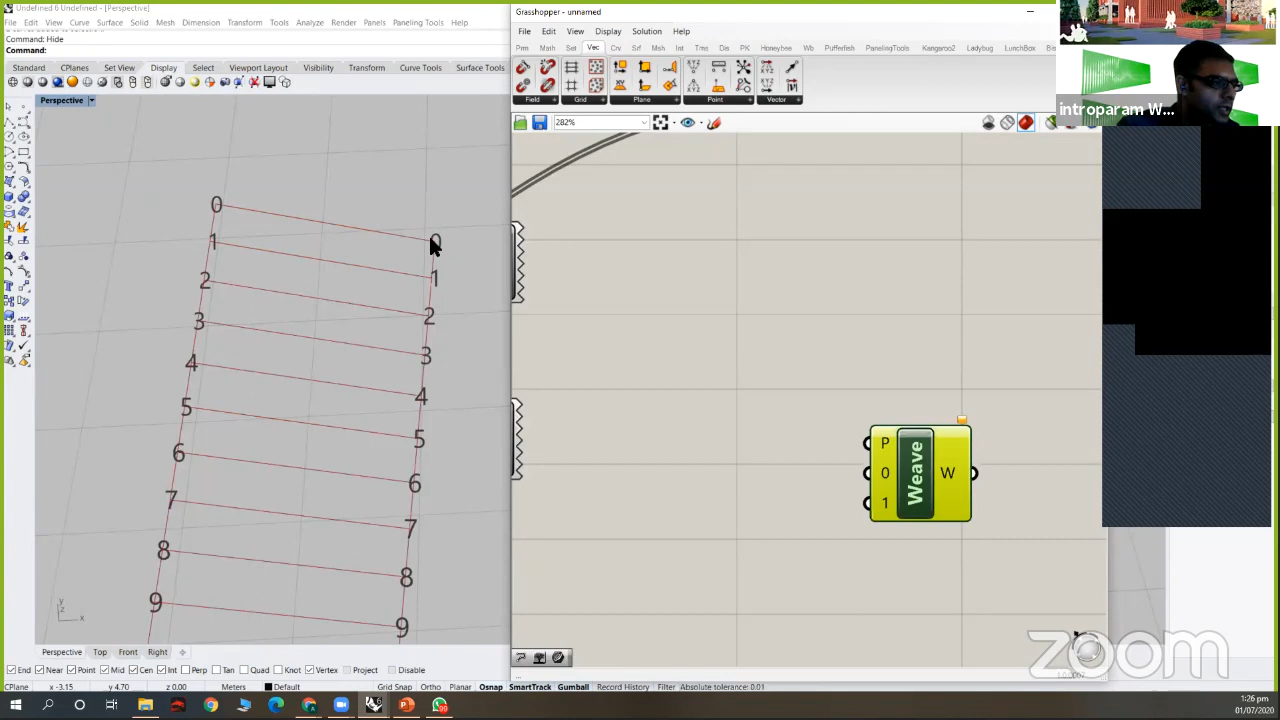 Undefined 6 Undefined - [Perspective]
File Edit View Curve Surface Solid Mesh Dimension Transform Tools Analyze Render Panels Paneling Tools Help
Command: Hide
Command:
Standard CPlanes Set View Display Select Viewport Layout Visibility Transform Curve Tools Surface Tools
Perspective
0 0
1 1
2 2
3 3
4 4
5 5
6 6
7 7
8 8
9 9
y
z x
Perspective Top Front Right
End Near Point Mid Cen Int Perp Tan Quad Knot Vertex Project Disable
CPlane x -3.15 y 4.70 z 0.00 Meters Default Grid Snap Ortho Planar Osnap SmartTrack Gumball Record History Filter Absolute tolerance: 0.01
Grasshopper - unnamed
File Edit View Display Solution Help
Prm Math Set Vec Crv Srf Msh Int Trns Dis PK Honeybee Wb Pufferfish PanelingTools Kangaroo2 Ladybug LunchBox
Field Grid Plane Point Vector
282%
P
0 Weave W
1
...
1.0.0007
introparam W...
zoom
99
1:26 pm
01/07/2020